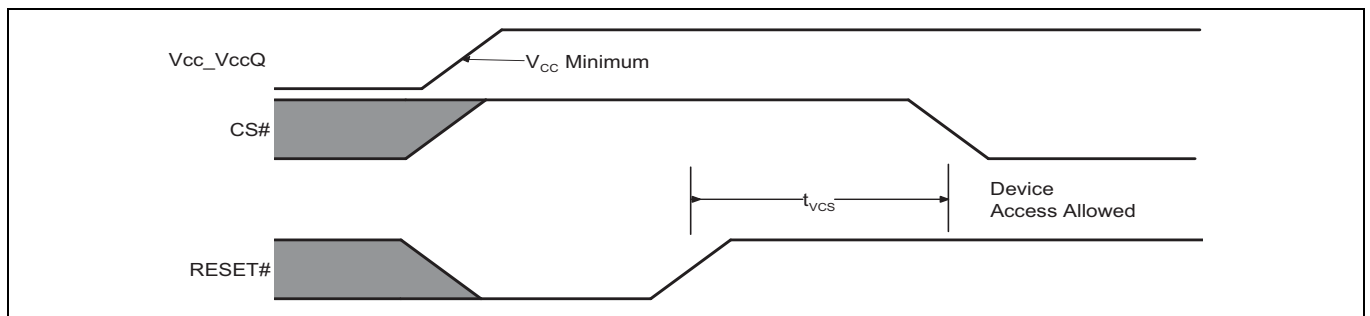 Vcc_VccQ
VCC Minimum
CS#
tVCS
Device
Access Allowed
RESET#